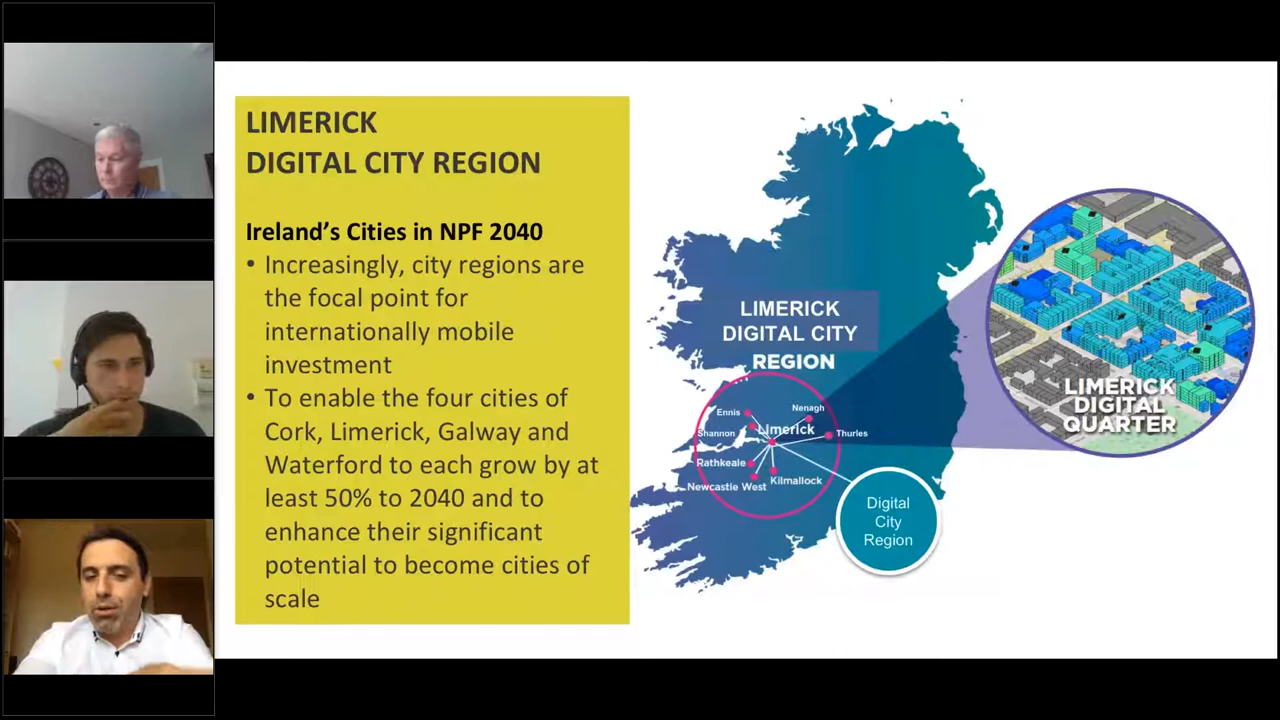 LIMERICK
DIGITAL CITY REGION
Ireland’s Cities in NPF 2040
• Increasingly, city regions are
the focal point for
internationally mobile
investment
• To enable the four cities of
Cork, Limerick, Galway and
Waterford to each grow by at
least 50% to 2040 and to
enhance their significant
potential to become cities of
scale
LIMERICK
DIGITAL CITY
REGION
Ennis
Nenagh
Shannon
Limerick
Thurles
Rathkeale
Newcastle West
Kilmallock
Digital
City
Region
LIMERICK
DIGITAL
QUARTER